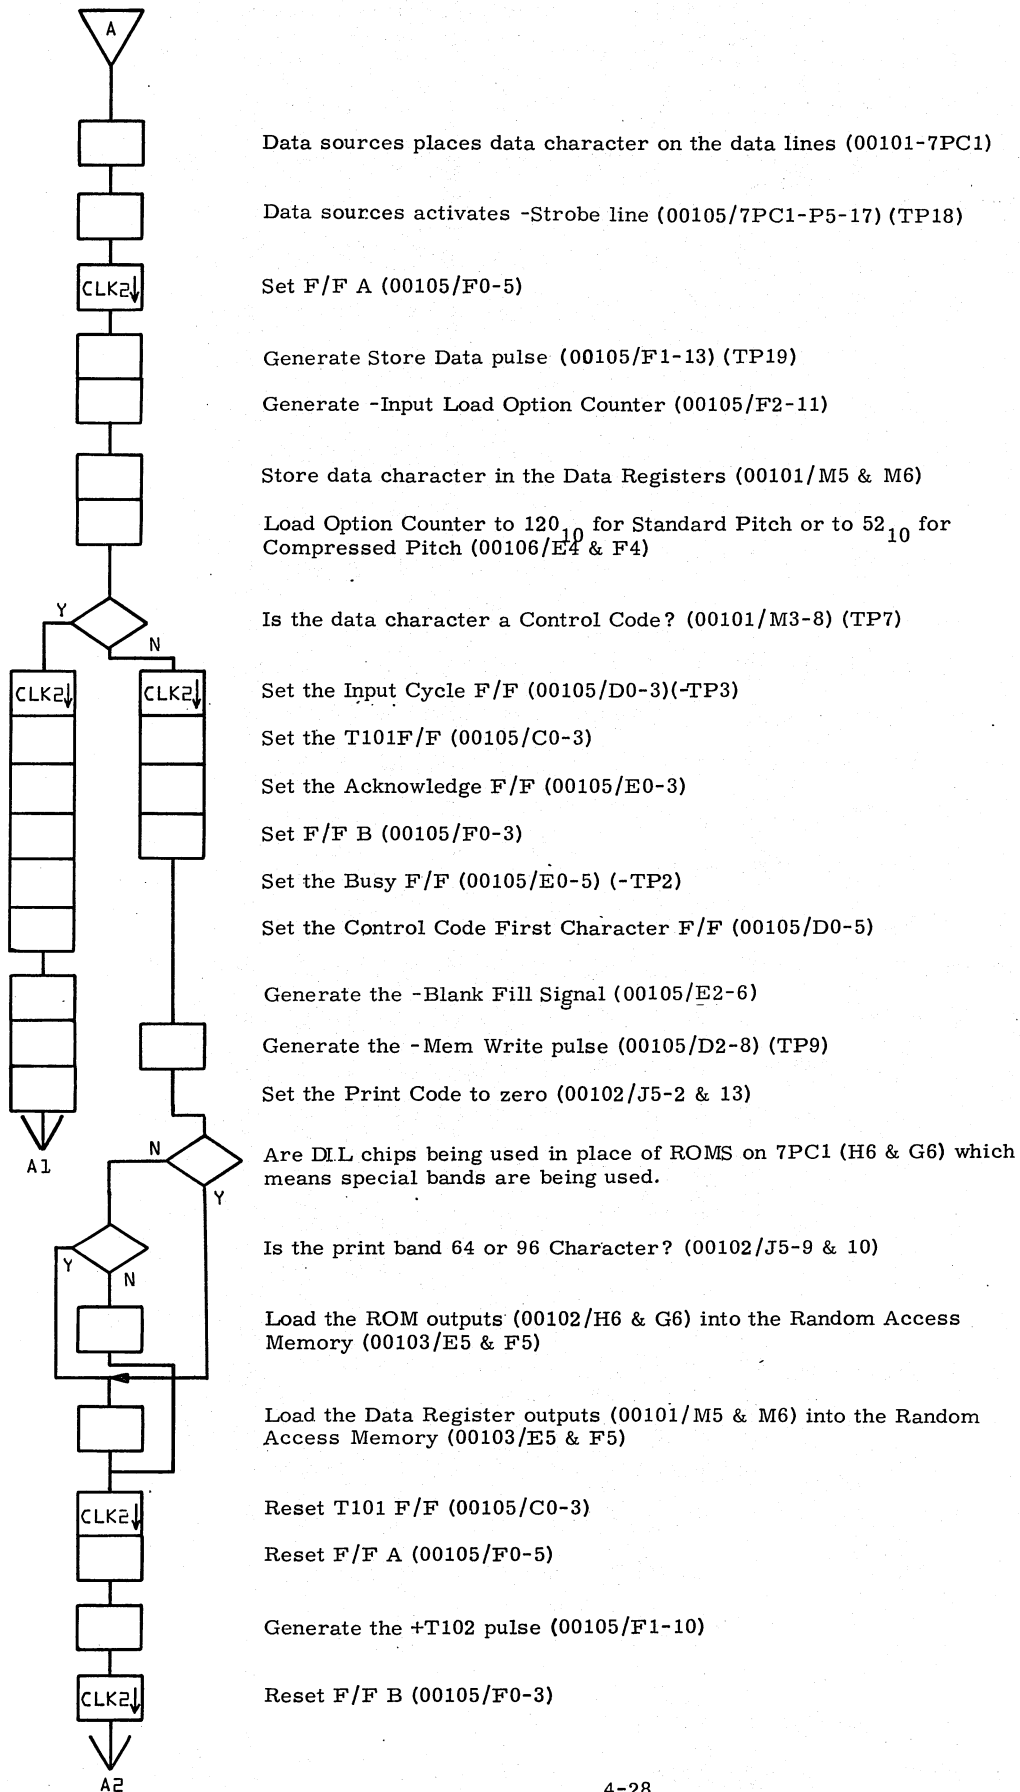 A
Data sources places data character on the data lines (00101-7PC1)
Data sources activates -Strobe line (00105/7PC1-P5-17) (TP18)
CLK2↓ Set F/F A (00105/F0-5)
Generate Store Data pulse (00105/F1-13) (TP19)
Generate -Input Load Option Counter (00105/F2-11)
Store data character in the Data Registers (00101/M5 & M6)
Load Option Counter to 120₁₀ for Standard Pitch or to 52₁₀ for
Compressed Pitch (00106/E4 & F4)
Y
Is the data character a Control Code? (00101/M3-8) (TP7)
N
CLK2↓ CLK2↓ Set the Input Cycle F/F (00105/D0-3)(-TP3)
Set the T101F/F (00105/C0-3)
Set the Acknowledge F/F (00105/E0-3)
Set F/F B (00105/F0-3)
Set the Busy F/F (00105/E0-5) (-TP2)
Set the Control Code First Character F/F (00105/D0-5)
Generate the -Blank Fill Signal (00105/E2-6)
Generate the -Mem Write pulse (00105/D2-8) (TP9)
Set the Print Code to zero (00102/J5-2 & 13)
A1
N
Are DIL chips being used in place of ROMS on 7PC1 (H6 & G6) which
means special bands are being used.
Y
Is the print band 64 or 96 Character? (00102/J5-9 & 10)
Y
N
Load the ROM outputs (00102/H6 & G6) into the Random Access
Memory (00103/E5 & F5)
Load the Data Register outputs (00101/M5 & M6) into the Random
Access Memory (00103/E5 & F5)
CLK2↓ Reset T101 F/F (00105/C0-3)
Reset F/F A (00105/F0-5)
Generate the +T102 pulse (00105/F1-10)
CLK2↓ Reset F/F B (00105/F0-3)
A2
4-28